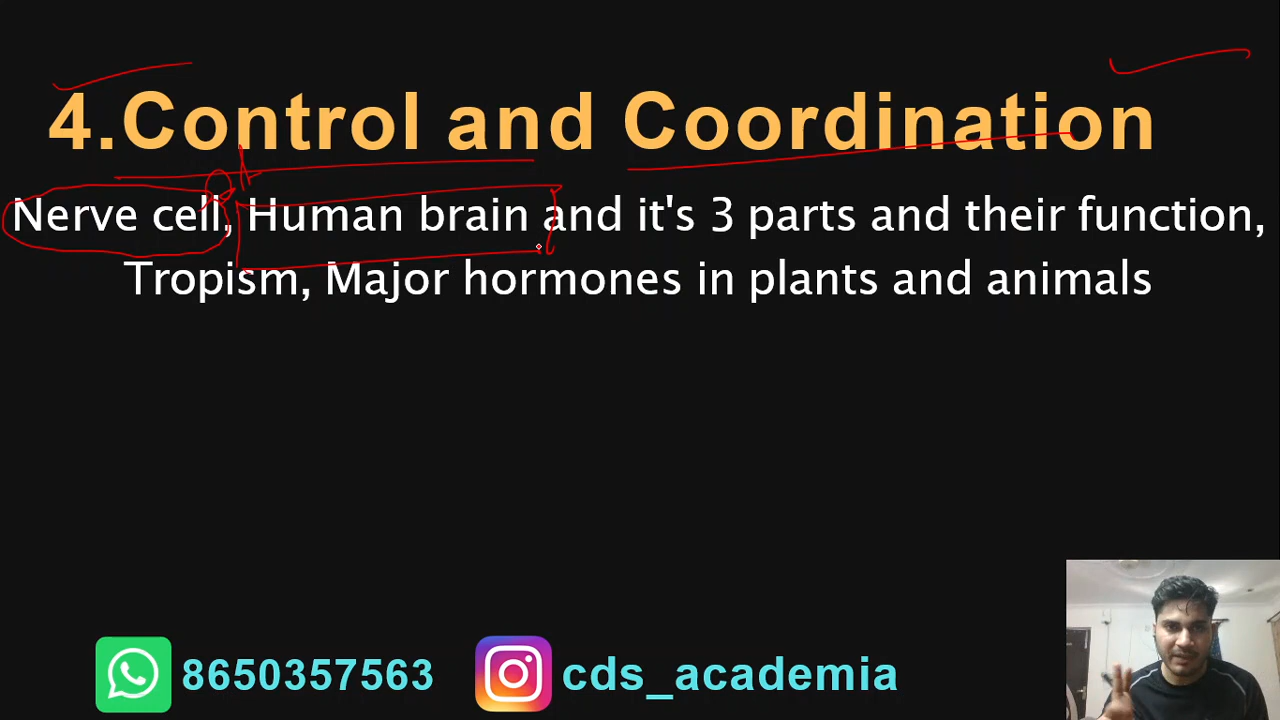 4.Control and Coordination
Nerve cell, Human brain and it's 3 parts and their function,
Tropism, Major hormones in plants and animals
8650357563
cds_academia